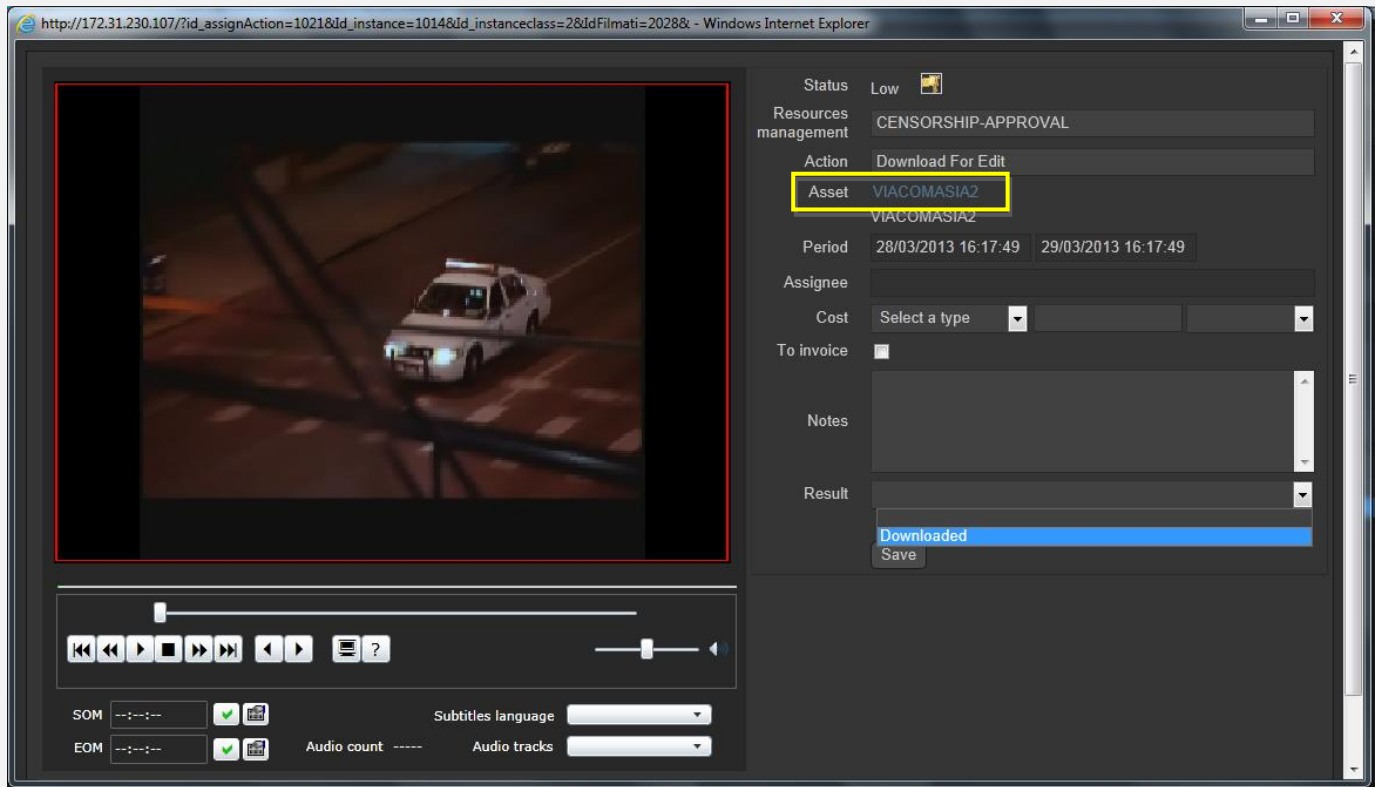 http://172.31.230.107/?id_assignAction=1021&Id_instance=1014&Id_instanceclass=2&IdFilmati=2028& - Windows Internet Explorer
Status Low
Resources management CENSORSHIP-APPROVAL
Action Download For Edit
Asset VIACOMASIA2
VIACOMASIA2
Period 28/03/2013 16:17:49 29/03/2013 16:17:49
Assignee
Cost Select a type
To invoice
Notes
Result
Downloaded
Save
?
SOM --:--:-- Subtitles language
EOM --:--:-- Audio count ----- Audio tracks